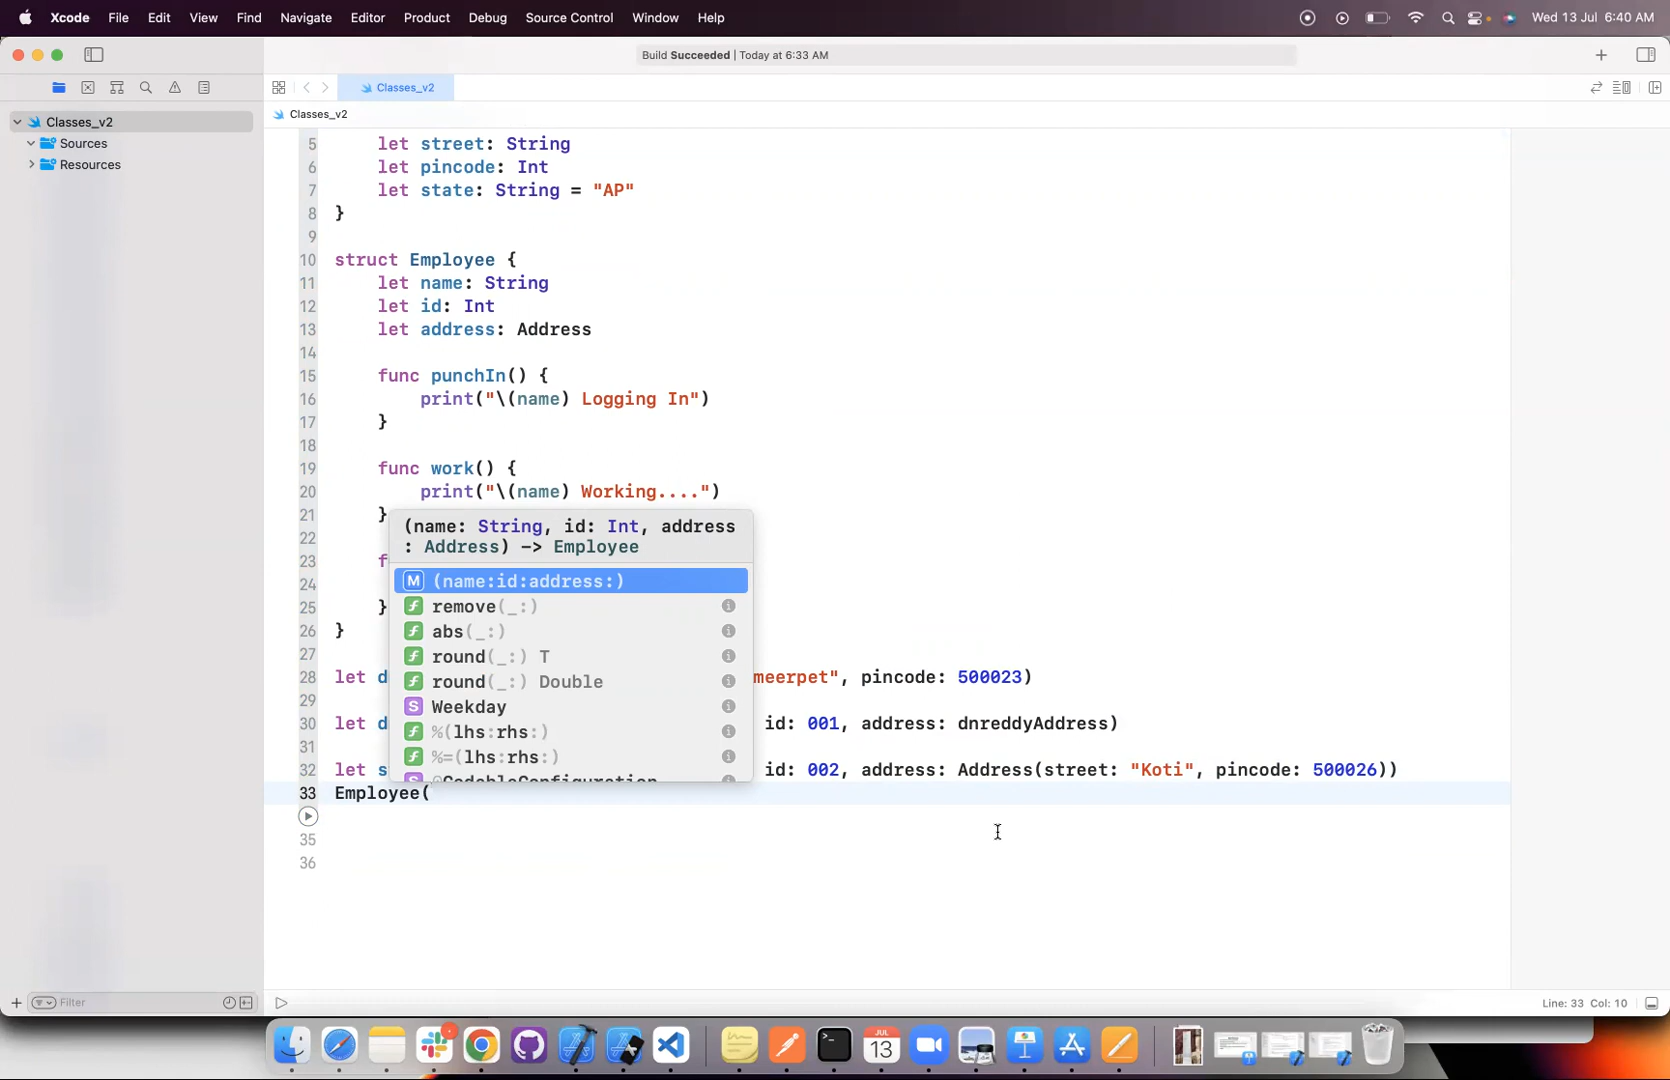 Xcode File Edit View Find Navigate Editor Product Debug Source Control Window Help Wed 13 Jul 6:40 AM
Build Succeeded | Today at 6:33 AM
Classes_v2
Classes_v2
Classes_v2
Sources
Resources
5 let street: String
6 let pincode: Int
7 let state: String = "AP"
8 }
9
10 struct Employee {
11 let name: String
12 let id: Int
13 let address: Address
14
15 func punchIn() {
16 print("\(name) Logging In")
17 }
18
19 func work() {
20 print("\(name) Working....")
21 }
22
23 f
24
25 }
26 }
27
28 let d meerpet", pincode: 500023)
29
30 let d id: 001, address: dnreddyAddress)
31
32 let s id: 002, address: Address(street: "Koti", pincode: 500026))
33 Employee(
35
36
(name: String, id: Int, address
: Address) -> Employee
M (name:id:address:)
f remove(_:)
f abs(_:)
f round(_:) T
f round(_:) Double
S Weekday
f %(lhs:rhs:)
f %=(lhs:rhs:)
Filter
Line: 33 Col: 10
JUL
13